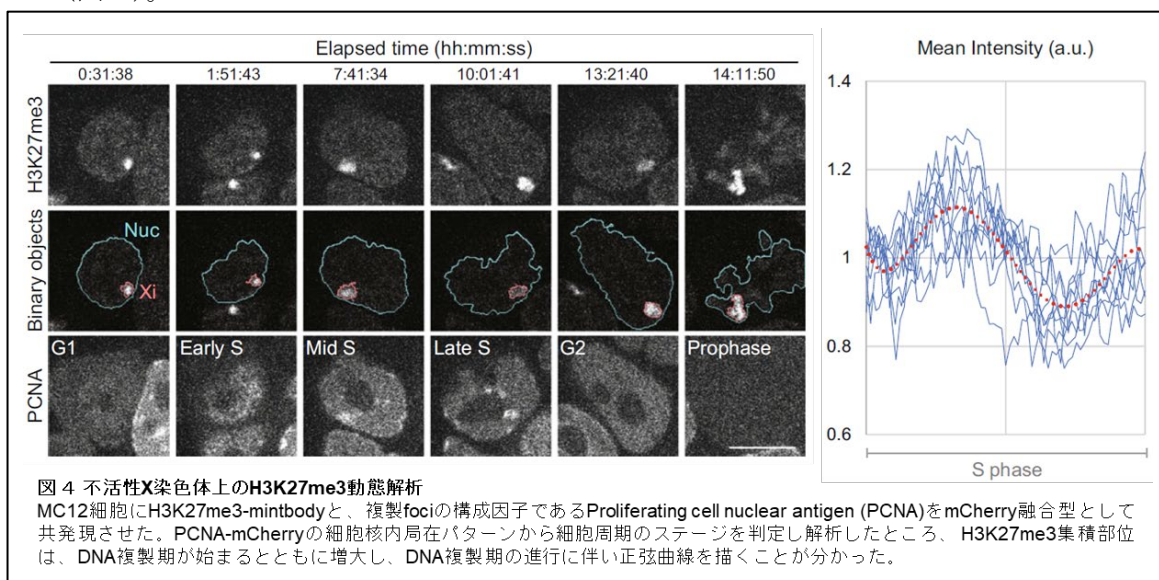 Elapsed time (hh:mm:ss)
0:31:38 1:51:43 7:41:34 10:01:41 13:21:40 14:11:50
H3K27me3
Binary objects
Nuc
Xi
PCNA
G1 Early S Mid S Late S G2 Prophase
Mean Intensity (a.u.)
1.4
1.2
1
0.8
0.6
S phase
図 4 不活性X染色体上のH3K27me3動態解析
MC12細胞にH3K27me3-mintbodyと、複製fociの構成因子であるProliferating cell nuclear antigen (PCNA)をmCherry融合型として
共発現させた。PCNA-mCherryの細胞核内局在パターンから細胞周期のステージを判定し解析したところ、H3K27me3集積部位
は、DNA複製期が始まるとともに増大し、DNA複製期の進行に伴い正弦曲線を描くことが分かった。